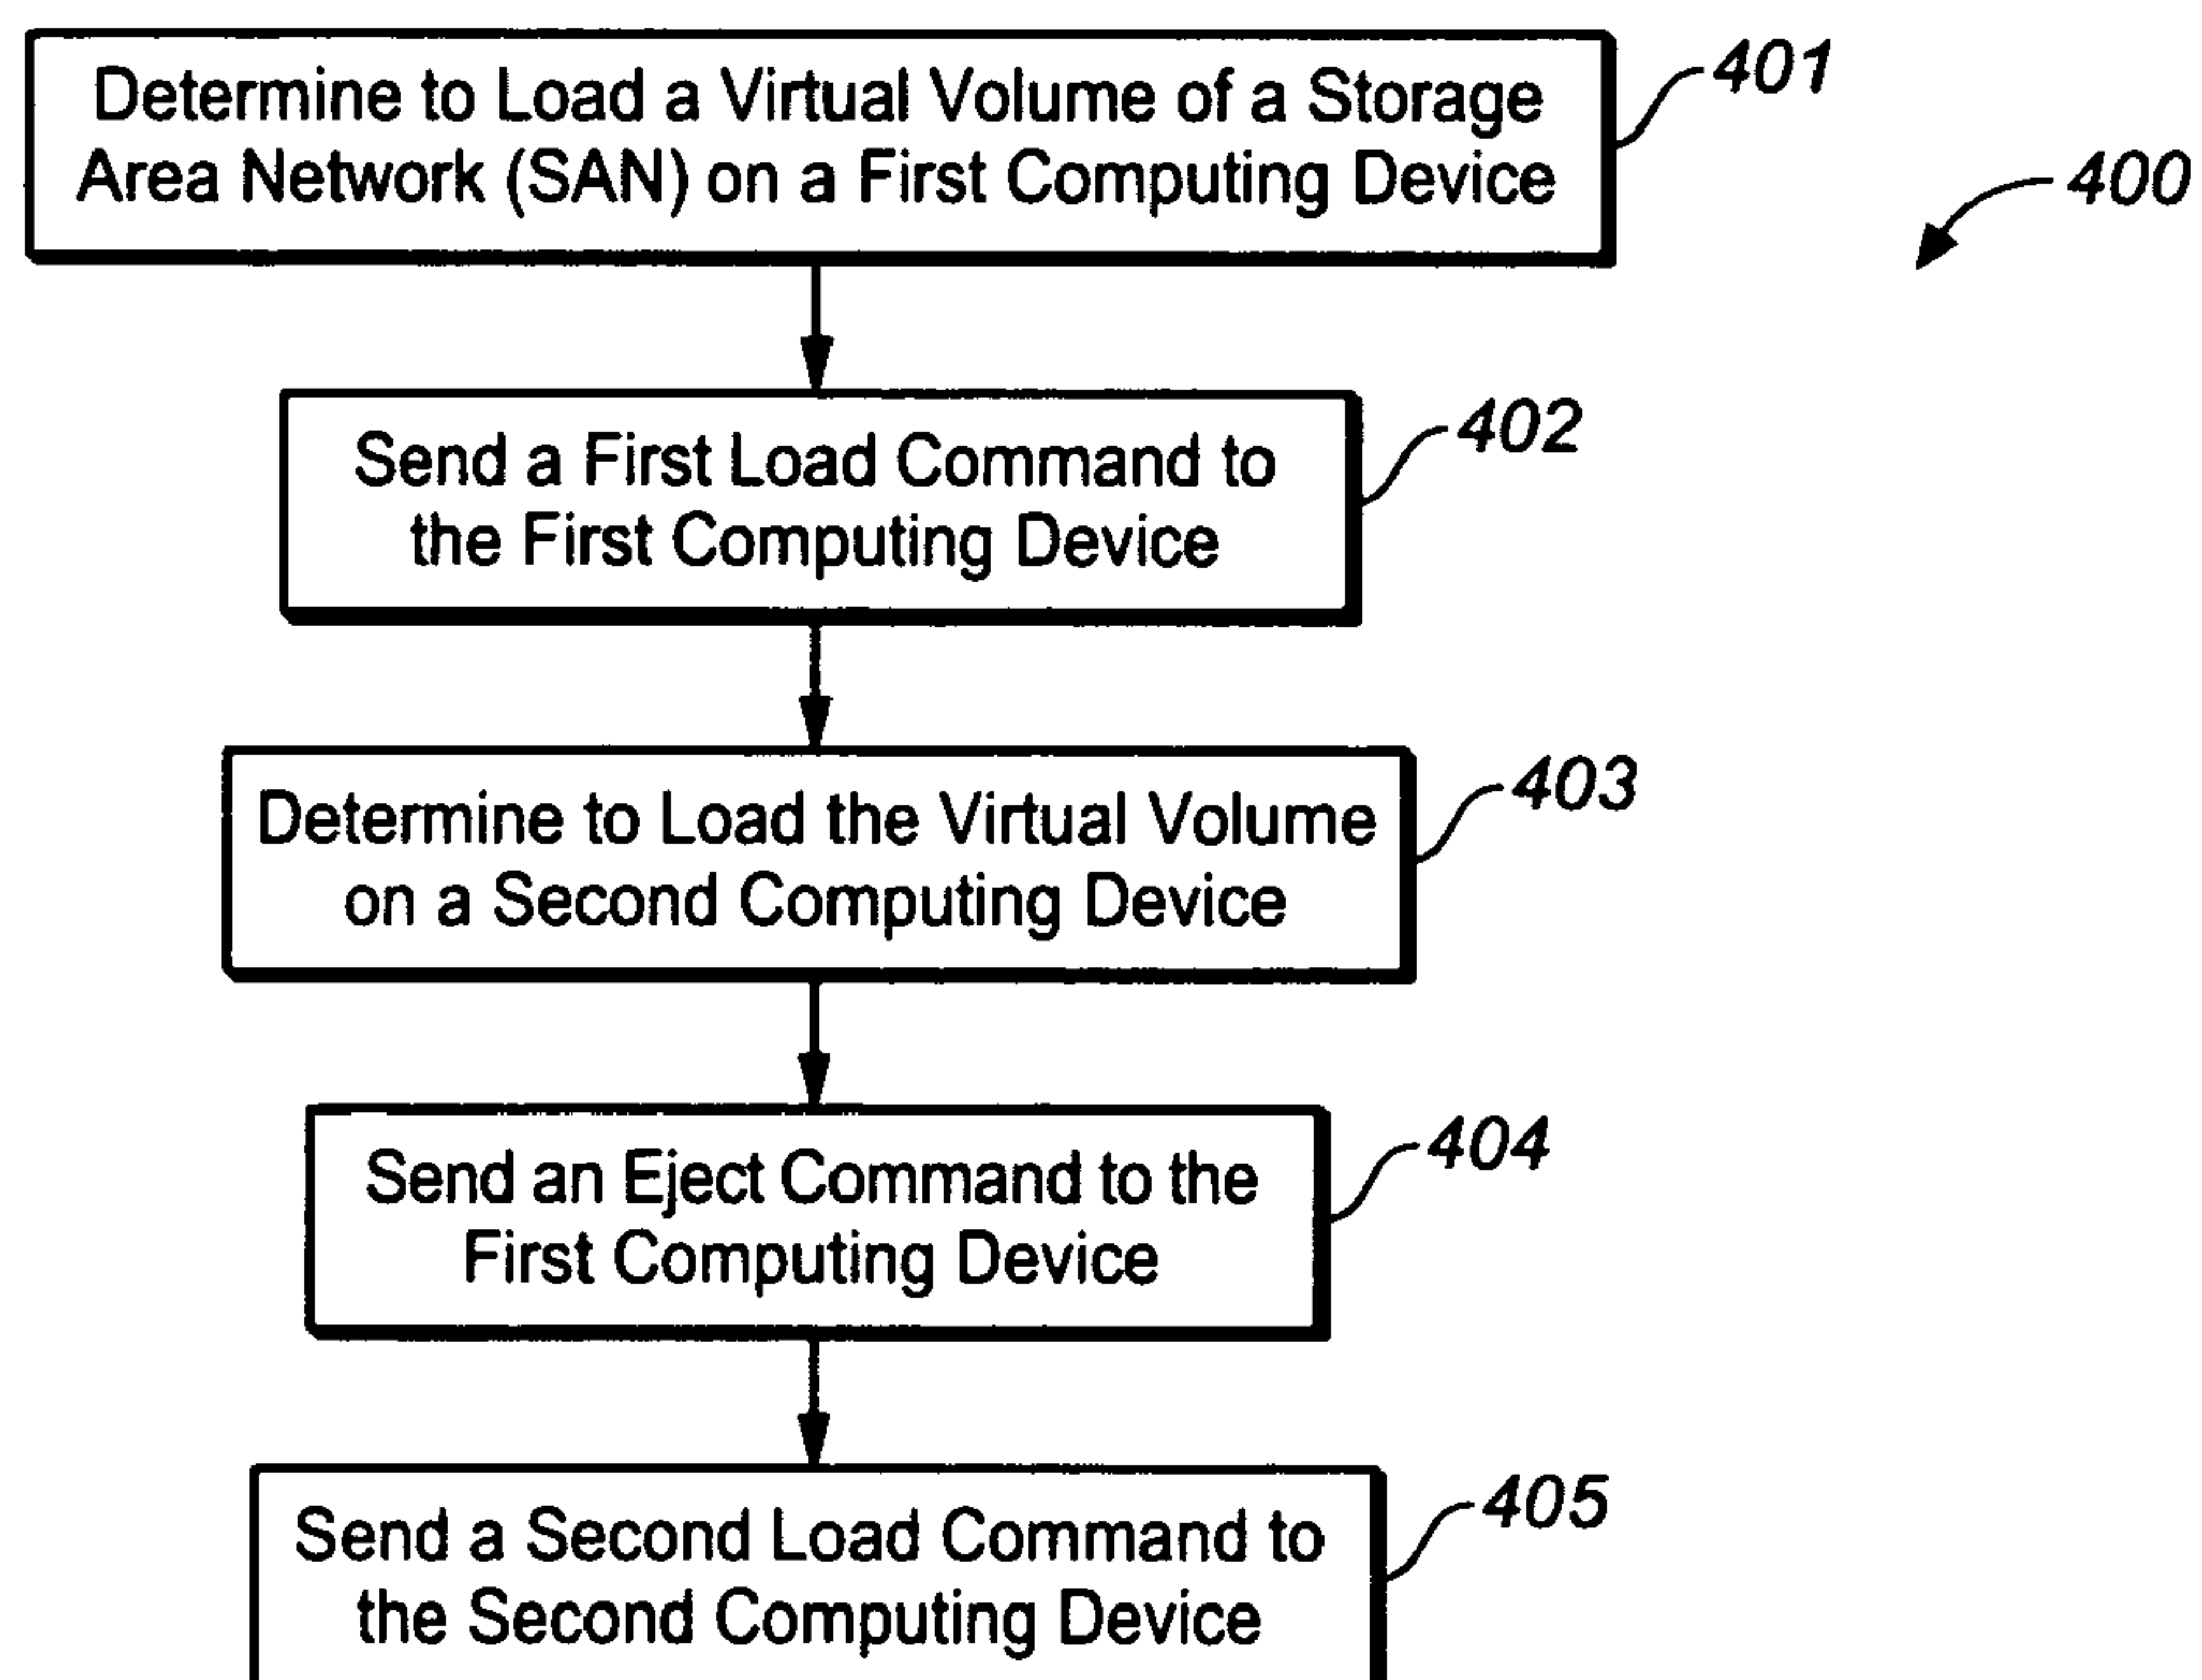 Determine to Load a Virtual Volume of a Storage
Area Network (SAN) on a First Computing Device
401
400
Send a First Load Command to
the First Computing Device
402
Determine to Load the Virtual Volume
on a Second Computing Device
403
Send an Eject Command to the
First Computing Device
404
Send a Second Load Command to
the Second Computing Device
405